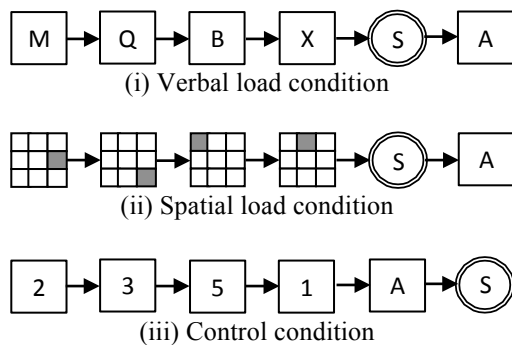 M Q B X S A
(i) Verbal load condition
S A
(ii) Spatial load condition
2 3 5 1 A S
(iii) Control condition